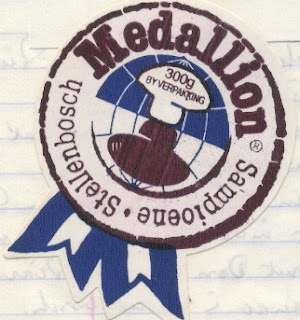 Medallion®
300g
BY VERPAKKING
Sampioene • Stellenbosch